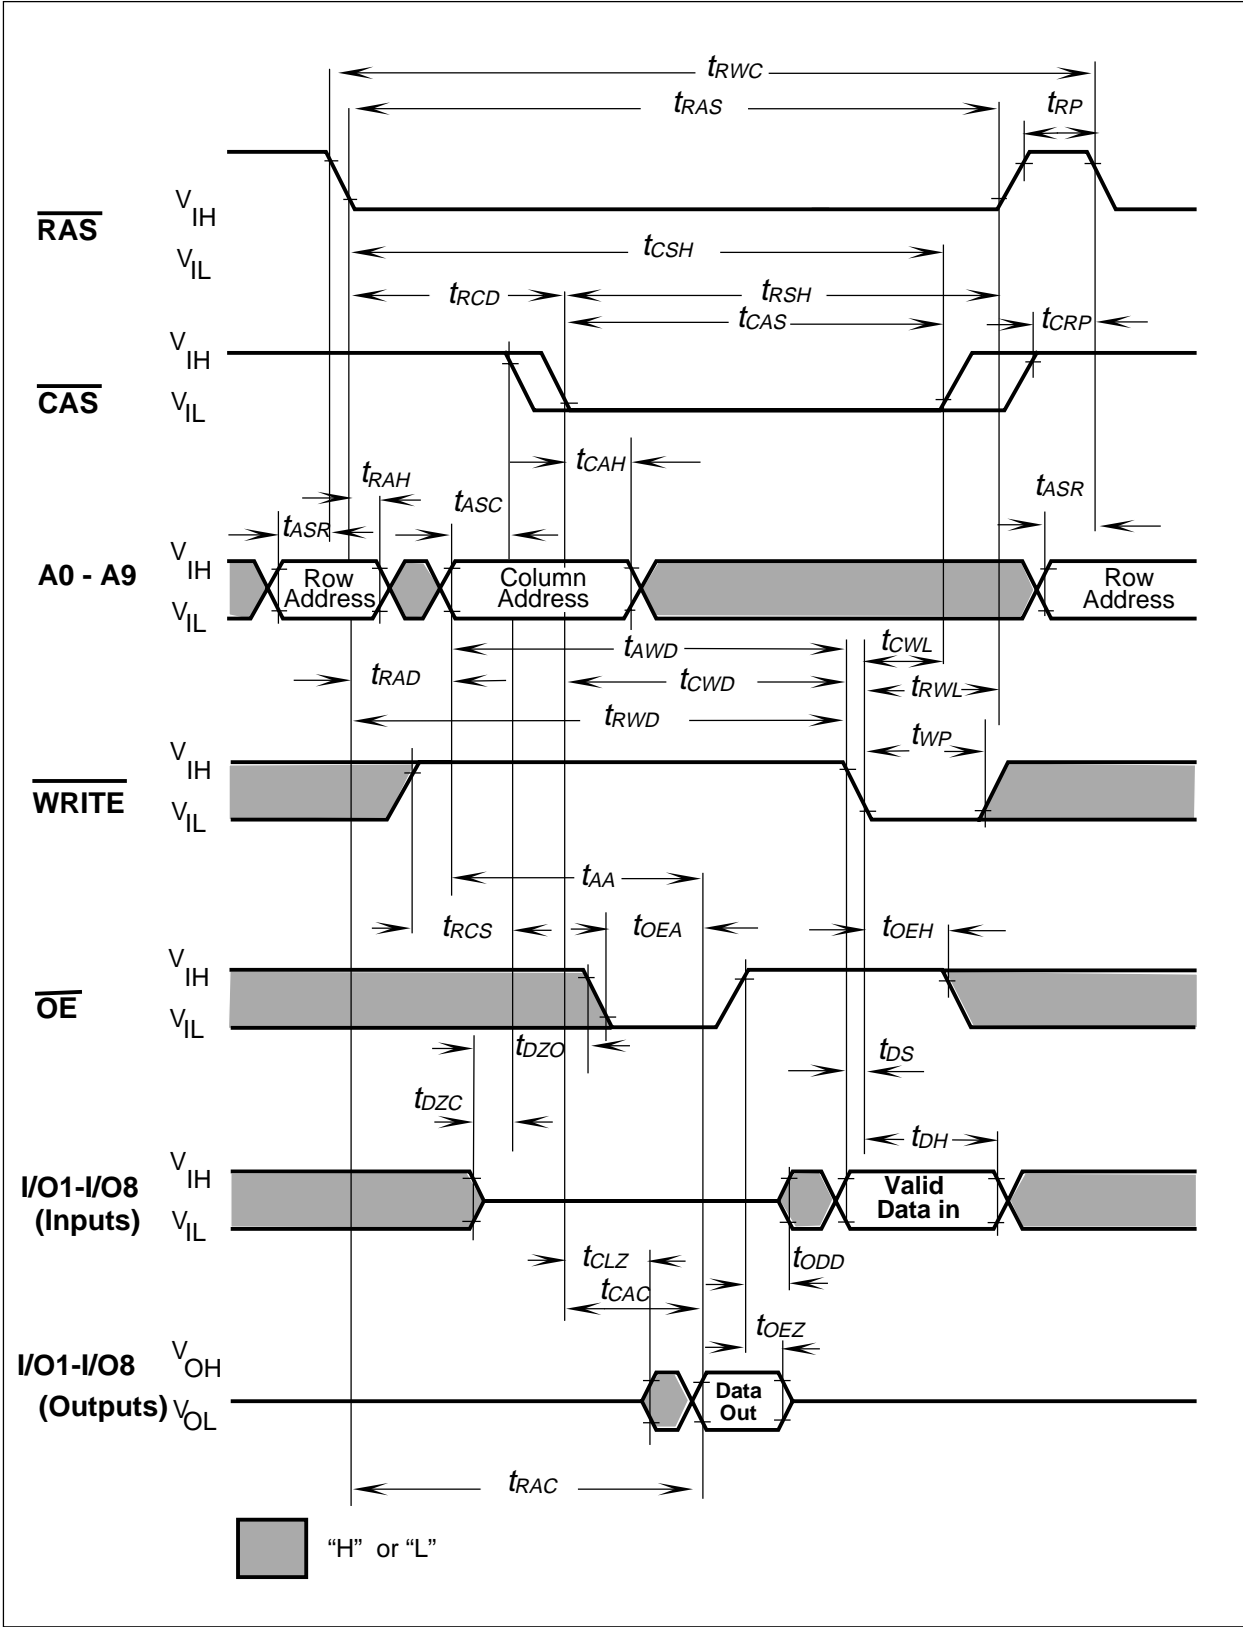 tRWC
tRAS
tRP
VIH
RAS
VIL
tCSH
tRCD
tRSH
tCAS
tCRP
VIH
CAS
VIL
tCAH
tRAH
tASC
tASR
tASR
VIH
A0 - A9
Row Address
Column Address
Row Address
VIL
tCWL
tAWD
tRAD
tCWD
tRWL
tRWD
tWP
VIH
WRITE
VIL
tAA
tRCS
tOEA
tOEH
VIH
OE
VIL
tDZO
tDS
tDZC
tDH
VIH
I/O1-I/O8
(Inputs)
Valid
Data in
VIL
tCLZ
tODD
tCAC
tOEZ
VOH
I/O1-I/O8
(Outputs)
Data
Out
VOL
tRAC
“H” or “L”